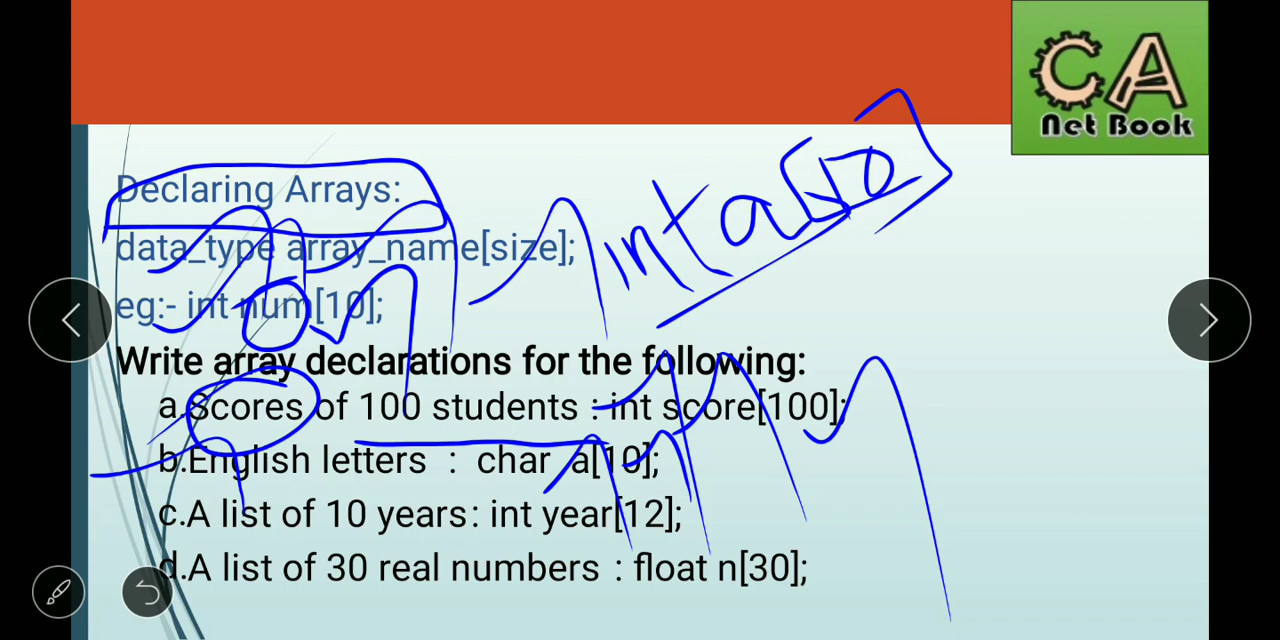 CA
Net Book
Declaring Arrays:
data_type array_name[size];
int a[10]
eg:- int num[10];
Write array declarations for the following:
a.Scores of 100 students : int score[100];
b.English letters : char a[10];
c.A list of 10 years: int year[12];
d.A list of 30 real numbers : float n[30];